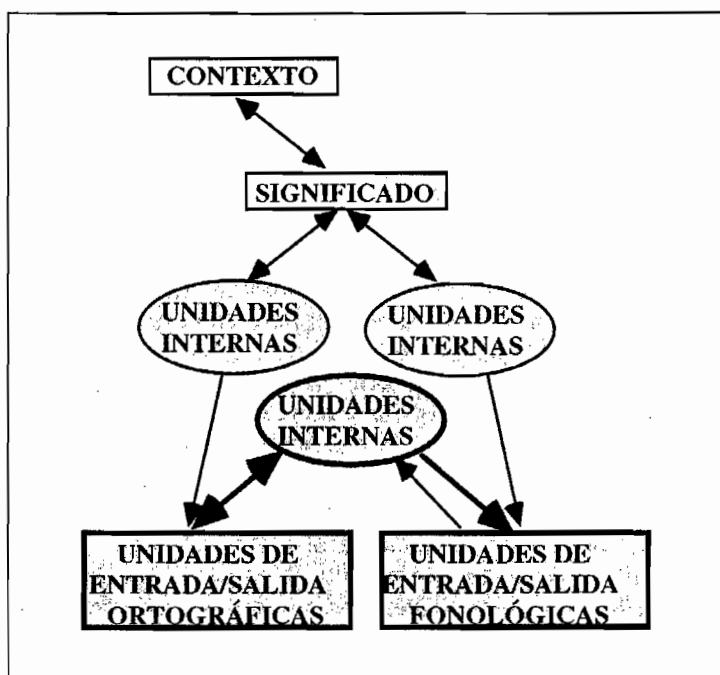 CONTEXTO
SIGNIFICADO
UNIDADES
INTERNAS
UNIDADES
INTERNAS
UNIDADES
INTERNAS
UNIDADES DE
ENTRADA/SALIDA
ORTOGRÁFICAS
UNIDADES DE
ENTRADA/SALIDA
FONOLÓGICAS